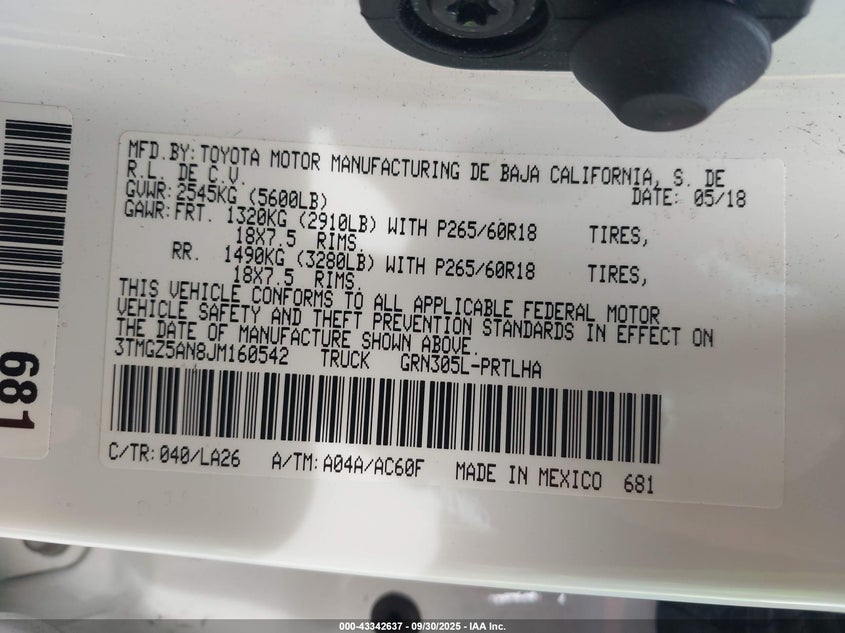 MFD.BY:TOYOTA MOTOR MANUFACTURING DE BAJA CALIFORNIA, S. DE
R.L. DE C.V.
DATE: 05/18
GVWR:2545KG (5600LB)
GAWR:FRT. 1320KG (2910LB) WITH P265/60R18 TIRES,
18X7.5 RIMS.
RR. 1490KG (3280LB) WITH P265/60R18 TIRES,
18X7.5 RIMS.
THIS VEHICLE CONFORMS TO ALL APPLICABLE FEDERAL MOTOR
VEHICLE SAFETY AND THEFT PREVENTION STANDARDS IN EFFECT ON
THE DATE OF MANUFACTURE SHOWN ABOVE.
3TMGZ5AN8JM160542 TRUCK GRN305L-PRTLHA
C/TR:040/LA26 A/TM:A04A/AC60F MADE IN MEXICO 681
681
000-43342637 - 09/30/2025 - IAA Inc.